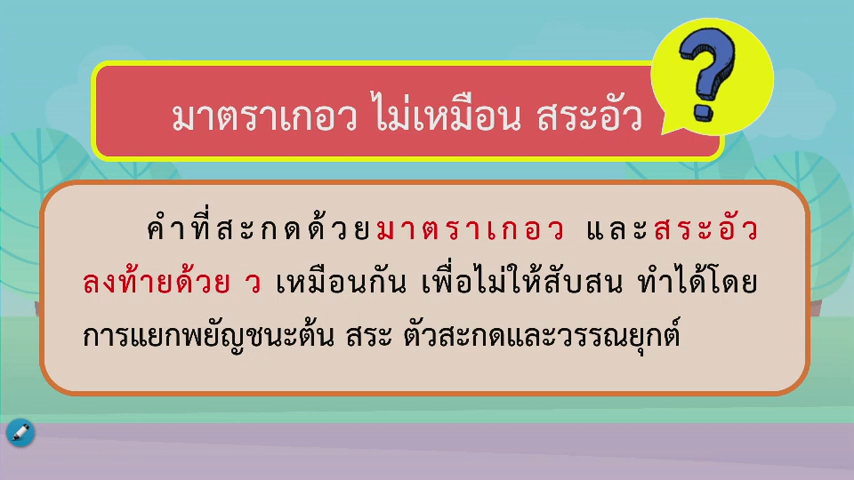 มาตราเกอว ไม่เหมือน สระอัว
?
คำที่สะกดด้วยมาตราเกอว และสระอัว
ลงท้ายด้วย ว เหมือนกัน เพื่อไม่ให้สับสน ทำได้โดย
การแยกพยัญชนะต้น สระ ตัวสะกดและวรรณยุกต์